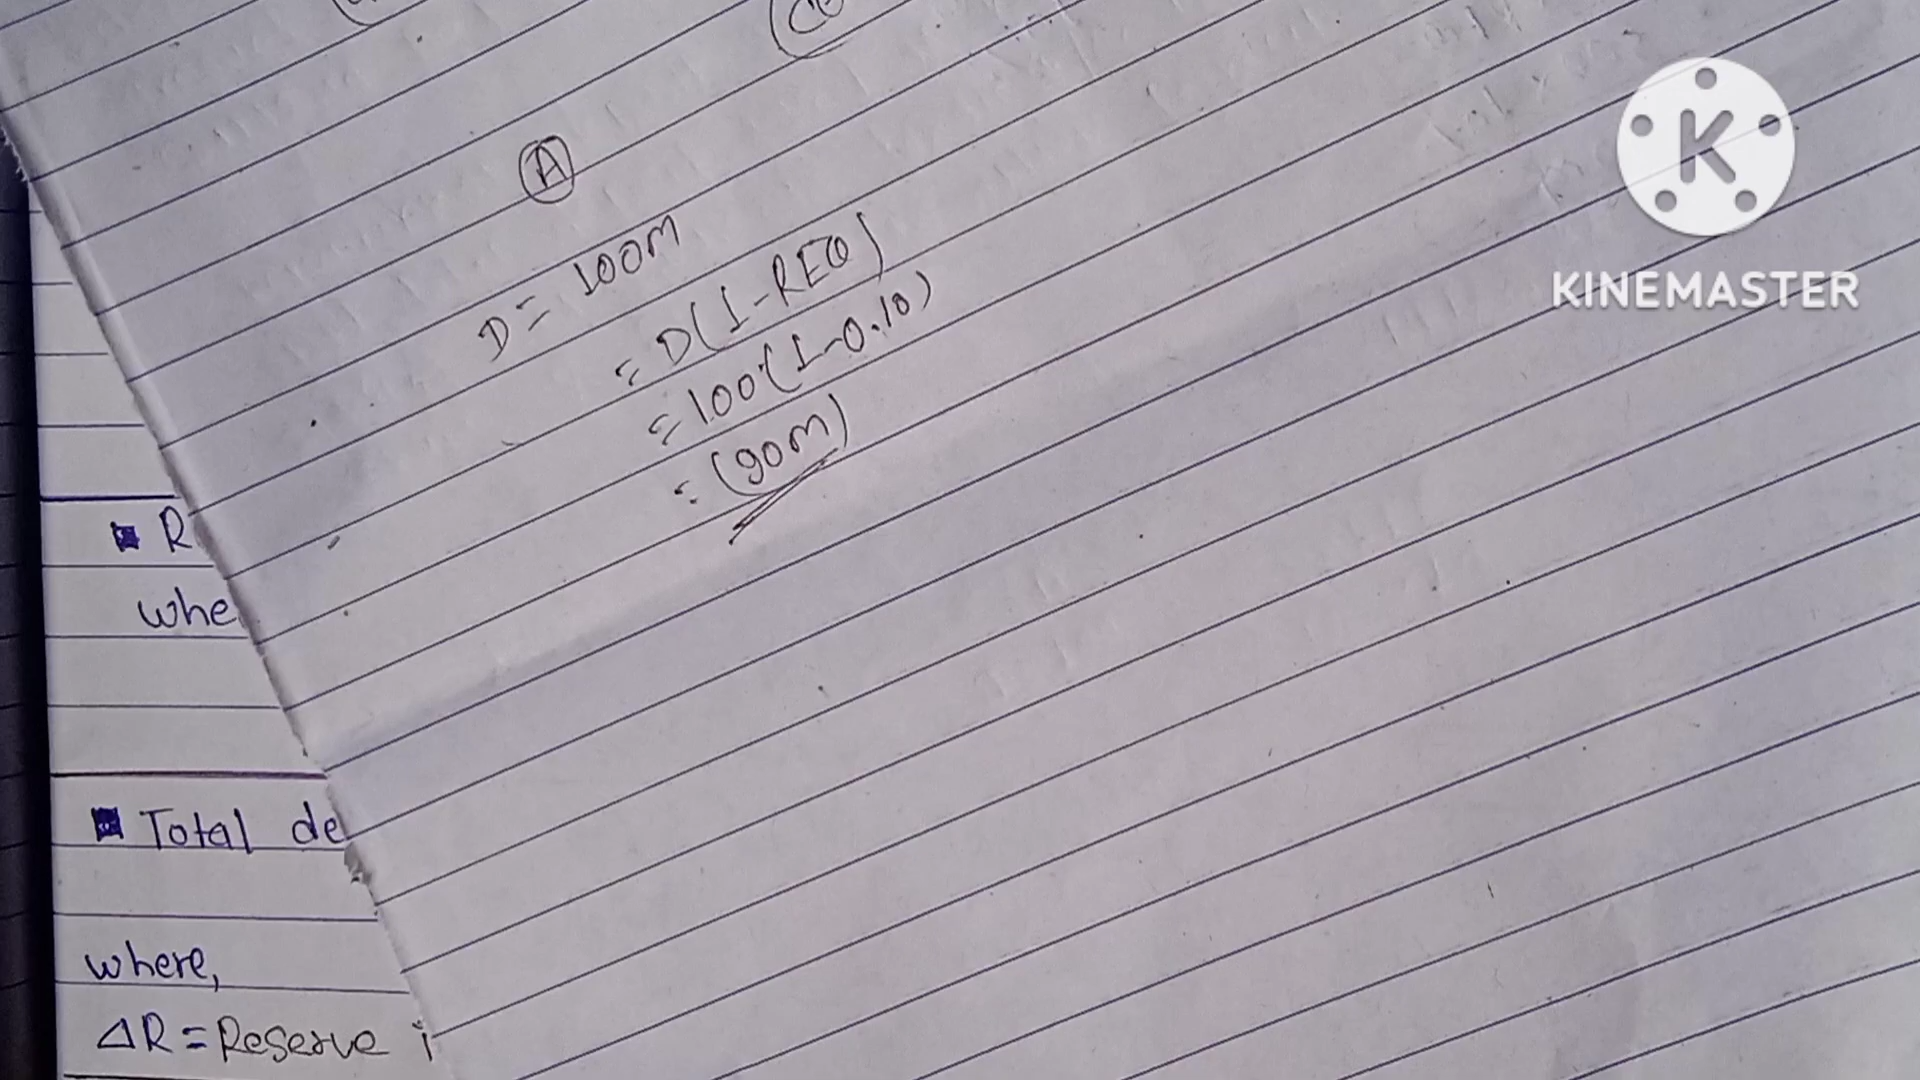 A
D = 100M
= D(1-REQ)
= 100(1-0.10)
= (90M)
KINEMASTER
R
whe
Total de
where,
ΔR = Reserve i